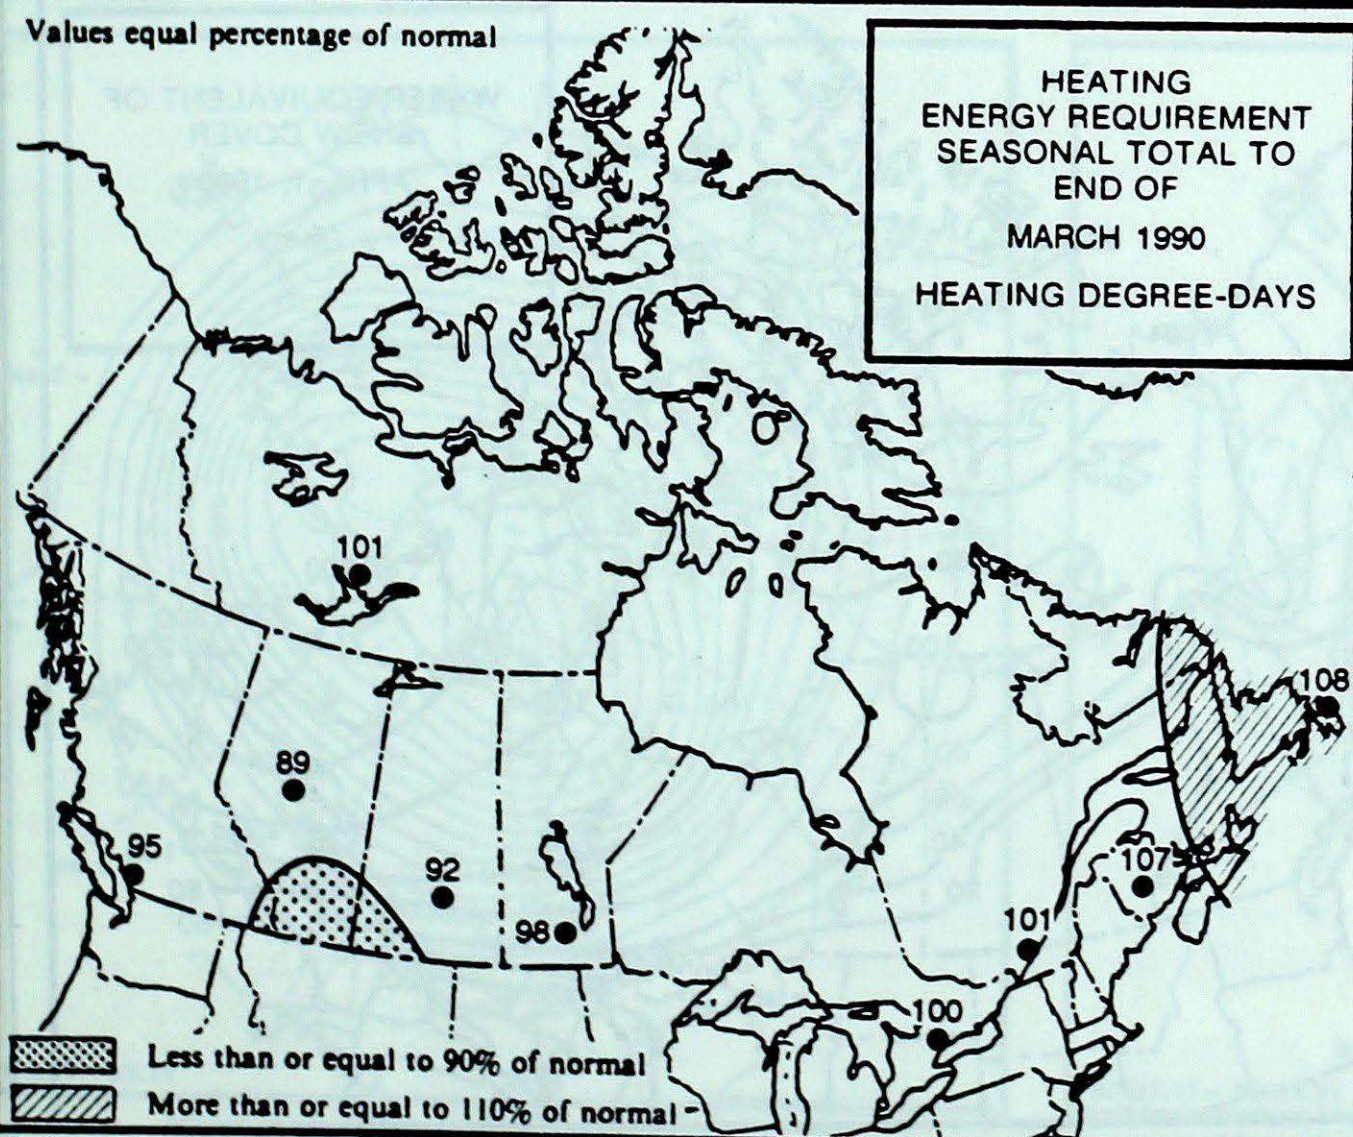 Values equal percentage of normal
HEATING
ENERGY REQUIREMENT
SEASONAL TOTAL TO
END OF
MARCH 1990
HEATING DEGREE-DAYS
101
108
89
95
92
107
98
101
100
Less than or equal to 90% of normal
More than or equal to 110% of normal